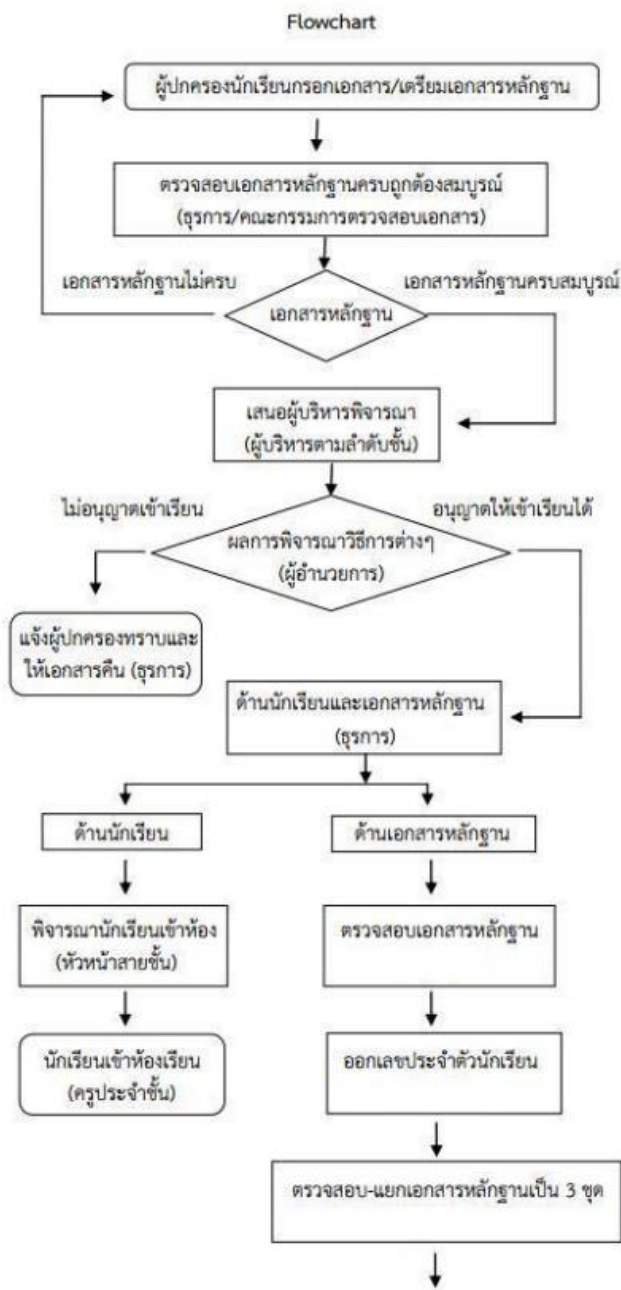 Flowchart
ผู้ปกครองนักเรียนกรอกเอกสาร/เตรียมเอกสารหลักฐาน
ตรวจสอบเอกสารหลักฐานครบถูกต้องสมบูรณ์
(ธุรการ/คณะกรรมการตรวจสอบเอกสาร)
เอกสารหลักฐานไม่ครบ
เอกสารหลักฐานครบสมบูรณ์
เอกสารหลักฐาน
เสนอผู้บริหารพิจารณา
(ผู้บริหารตามลำดับชั้น)
ไม่อนุญาตเข้าเรียน
อนุญาตให้เข้าเรียนได้
ผลการพิจารณาวิธีการต่างๆ
(ผู้อำนวยการ)
แจ้งผู้ปกครองทราบและ
ให้เอกสารคืน (ธุรการ)
ด้านนักเรียนและเอกสารหลักฐาน
(ธุรการ)
ด้านนักเรียน
ด้านเอกสารหลักฐาน
พิจารณานักเรียนเข้าห้อง
(หัวหน้าสายชั้น)
ตรวจสอบเอกสารหลักฐาน
นักเรียนเข้าห้องเรียน
(ครูประจำชั้น)
ออกเลขประจำตัวนักเรียน
ตรวจสอบ-แยกเอกสารหลักฐานเป็น 3 ชุด